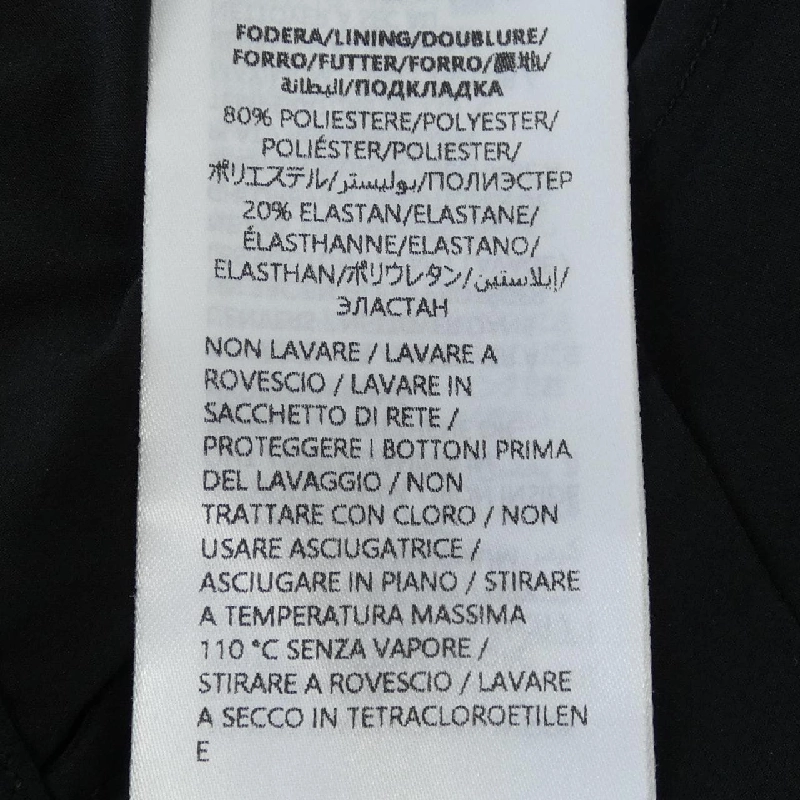 FODERA/LINING/DOUBLURE/
FORRO/FUTTER/FORRO/裏地/
البطانة/ПОДКЛАДКА
80% POLIESTERE/POLYESTER/
POLIÉSTER/POLIESTER/
ポリエステル/بوليستر/ПОЛИЭСТЕР
20% ELASTAN/ELASTANE/
ÉLASTHANNE/ELASTANO/
ELASTHAN/ポリウレタン/إيلاستين/
ЭЛАСТАН
NON LAVARE / LAVARE A
ROVESCIO / LAVARE IN
SACCHETTO DI RETE /
PROTEGGERE I BOTTONI PRIMA
DEL LAVAGGIO / NON
TRATTARE CON CLORO / NON
USARE ASCIUGATRICE /
ASCIUGARE IN PIANO / STIRARE
A TEMPERATURA MASSIMA
110 °C SENZA VAPORE /
STIRARE A ROVESCIO / LAVARE
A SECCO IN TETRACLOROETILEN
E